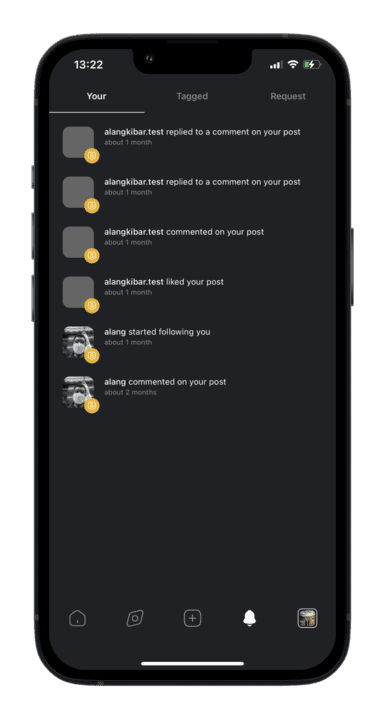 13:22
Your
Tagged
Request
alangkibar.test replied to a comment on your post
about 1 month
alangkibar.test replied to a comment on your post
about 1 month
alangkibar.test commented on your post
about 1 month
alangkibar.test liked your post
about 1 month
alang started following you
about 1 month
alang commented on your post
about 2 months